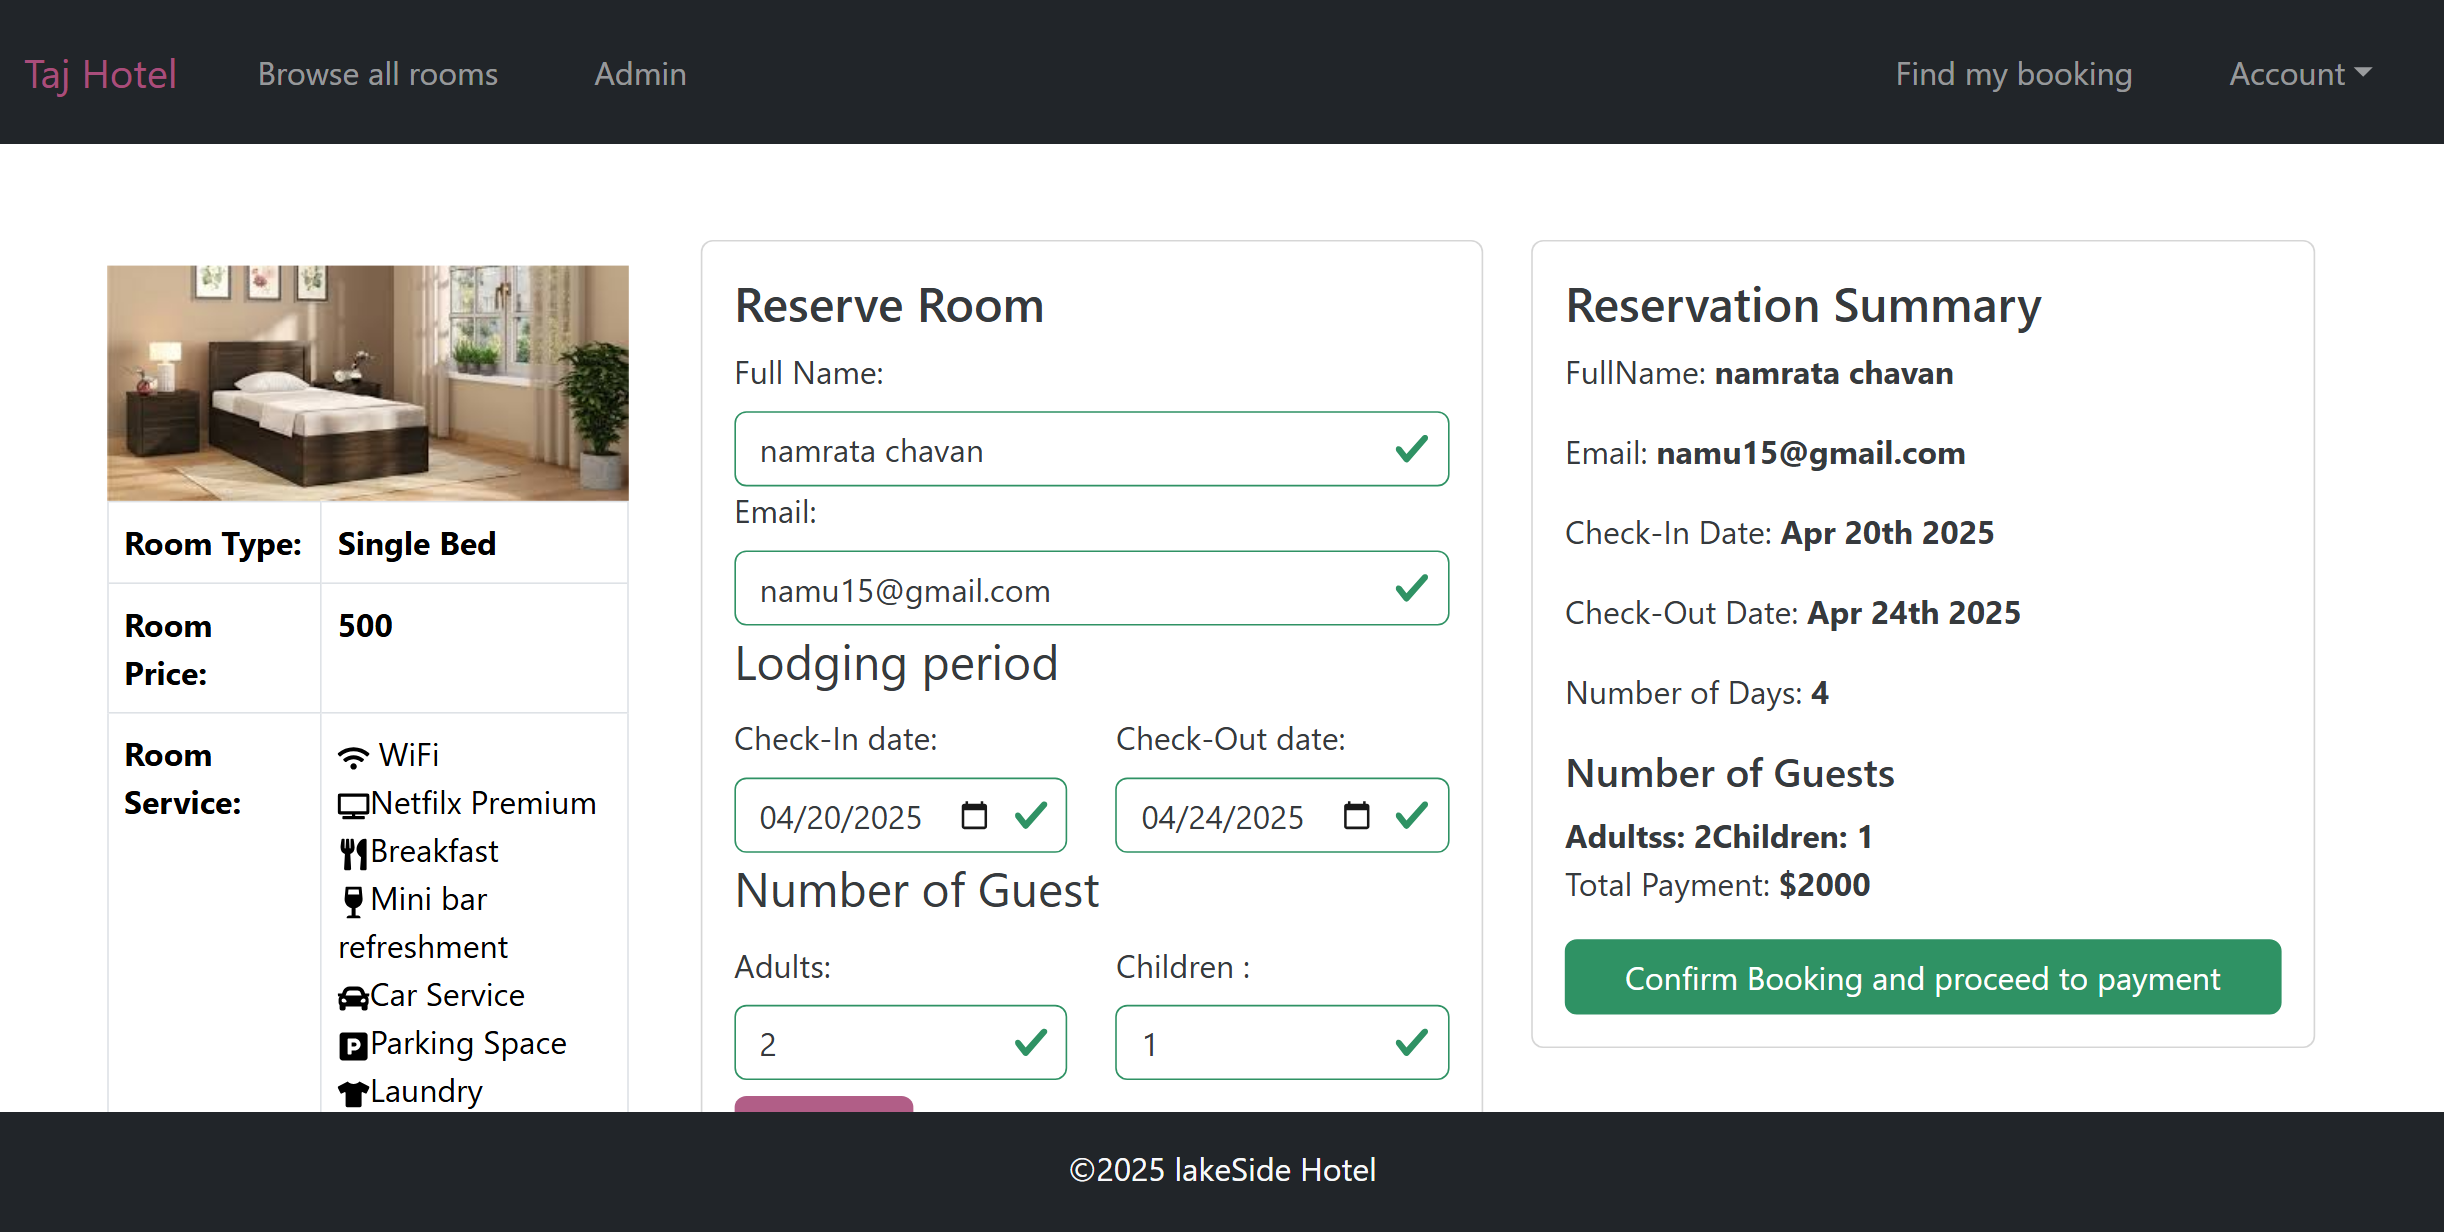 Taj Hotel
Browse all rooms
Admin
Find my booking
Account
Room Type:
Single Bed
Room
Price:
500
Room
Service:
WiFi
Netfilx Premium
Breakfast
Mini bar
refreshment
Car Service
Parking Space
Laundry
Reserve Room
Full Name:
namrata chavan
Email:
namu15@gmail.com
Lodging period
Check-In date:
Check-Out date:
04/20/2025
04/24/2025
Number of Guest
Adults:
Children :
2
1
Reservation Summary
FullName: namrata chavan
Email: namu15@gmail.com
Check-In Date: Apr 20th 2025
Check-Out Date: Apr 24th 2025
Number of Days: 4
Number of Guests
Adultss: 2Children: 1
Total Payment: $2000
Confirm Booking and proceed to payment
©2025 lakeSide Hotel